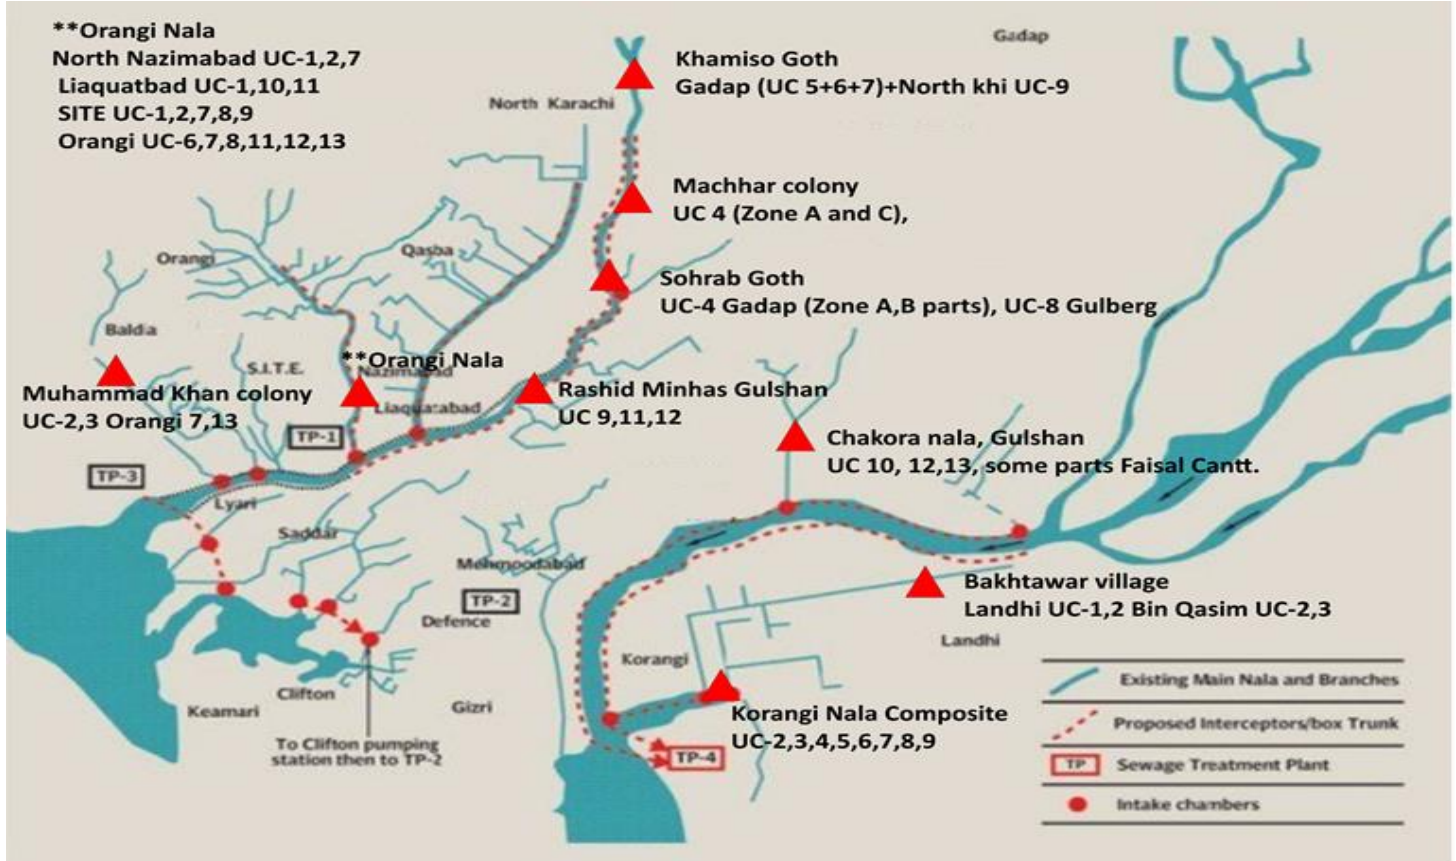 **Orangi Nala
North Nazimabad UC-1,2,7
Liaquatbad UC-1,10,11
SITE UC-1,2,7,8,9
Orangi UC-6,7,8,11,12,13
Gadap
Khamiso Goth
Gadap (UC 5+6+7)+North khi UC-9
North Karachi
Machhar colony
UC 4 (Zone A and C),
Qasba
Orangi
Sohrab Goth
UC-4 Gadap (Zone A,B parts), UC-8 Gulberg
Baldia
**Orangi Nala
S.I.T.E.
Nazimabad
Muhammad Khan colony
UC-2,3 Orangi 7,13
Liaquatabad
Rashid Minhas Gulshan
UC 9,11,12
TP-1
Chakora nala, Gulshan
UC 10, 12,13, some parts Faisal Cantt.
TP-3
Lyari
Saddar
Mehmoodabad
TP-2
Defence
Bakhtawar village
Landhi UC-1,2 Bin Qasim UC-2,3
Landhi
Korangi
Clifton
Keamari
Gizri
Korangi Nala Composite
UC-2,3,4,5,6,7,8,9
To Clifton pumping
station then to TP-2
TP-4
Existing Main Nala and Branches
Proposed Interceptors/box Trunk
TP Sewage Treatment Plant
Intake chambers